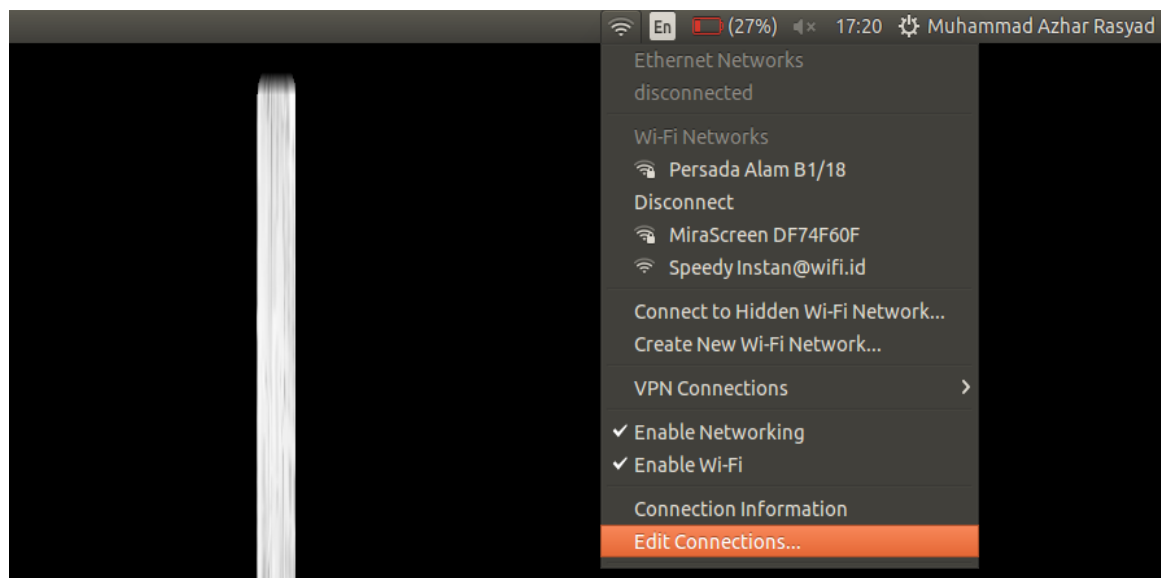 En (27%) 17:20 Muhammad Azhar Rasyad
Ethernet Networks
disconnected
Wi-Fi Networks
Persada Alam B1/18
Disconnect
MiraScreen DF74F60F
Speedy Instan@wifi.id
Connect to Hidden Wi-Fi Network...
Create New Wi-Fi Network...
VPN Connections
Enable Networking
Enable Wi-Fi
Connection Information
Edit Connections...